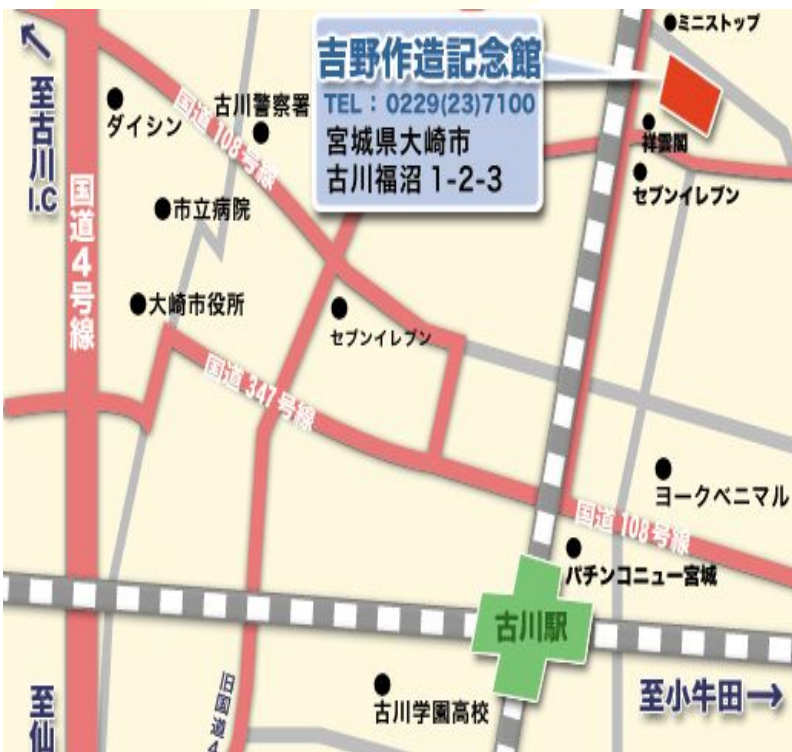 ミニストップ
吉野作造記念館
TEL : 0229(23)7100
宮城県大崎市
古川福沼 1-2-3
至古川I.C
ダイシン
国道108号線
古川警察署
祥雲閣
セブンイレブン
国道4号線
市立病院
大崎市役所
セブンイレブン
国道347号線
ヨークベニマル
国道108号線
パチンコニュー宮城
古川駅
至仙
旧国道4
古川学園高校
至小牛田→